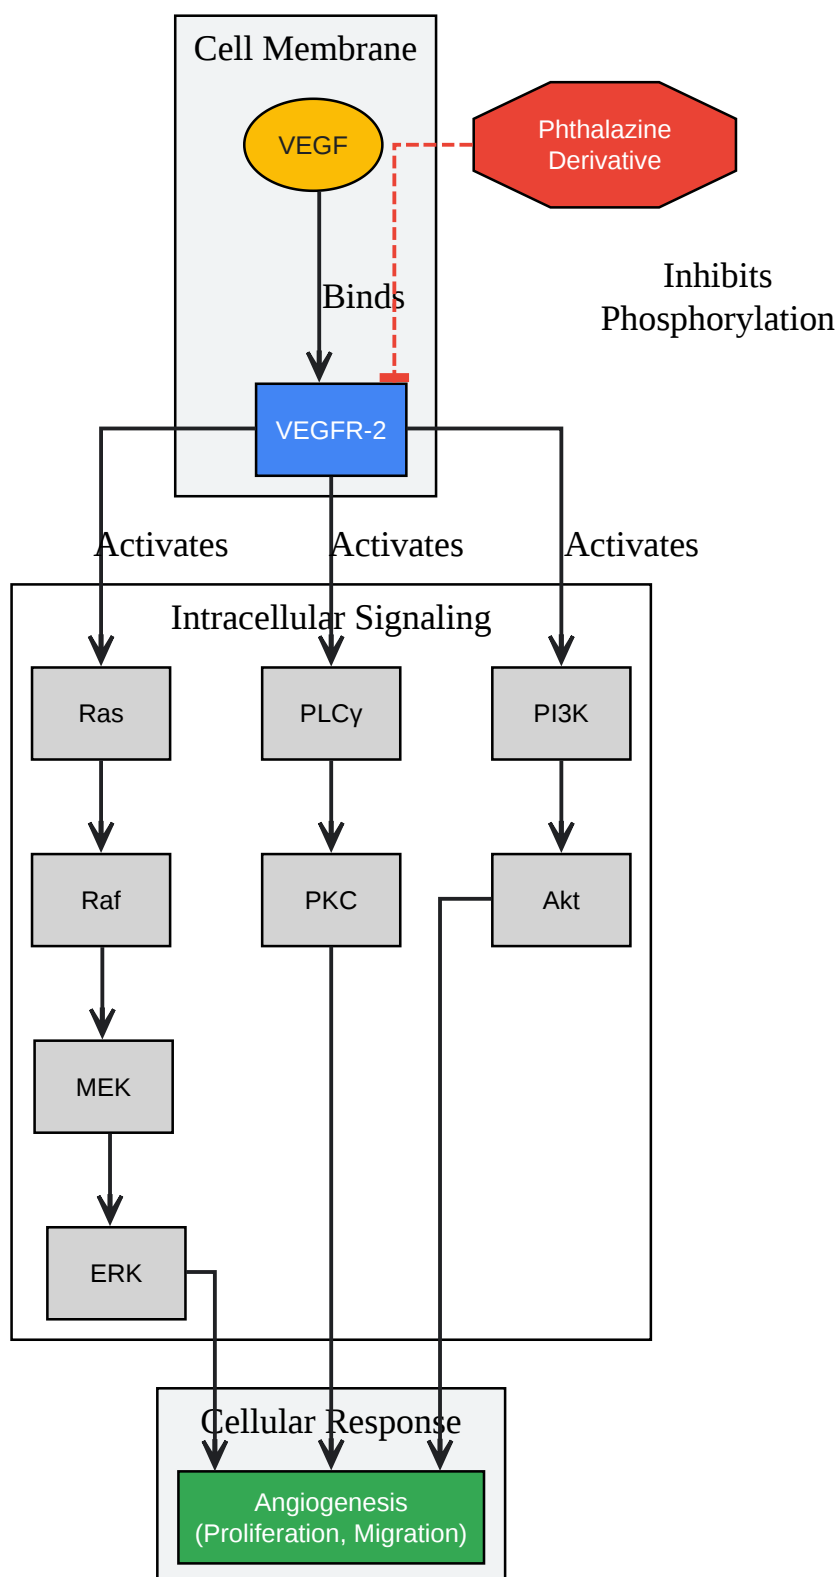 Cell Membrane
VEGF
Phthalazine
Derivative
Binds
Inhibits
Phosphorylation
VEGFR-2
Activates
Activates
Activates
Intracellular Signaling
Ras
PLCγ
PI3K
Raf
PKC
Akt
MEK
ERK
Cellular Response
Angiogenesis
(Proliferation, Migration)